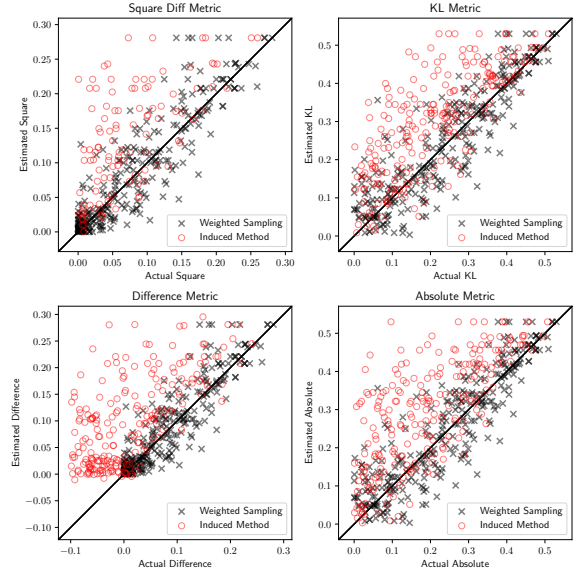 Square Diff Metric
0.30
0.25
0.20
0.15
0.10
0.05
0.00
Estimated Square
0.00
0.05
0.10
0.15
0.20
0.25
0.30
Actual Square
Weighted Sampling
Induced Method
KL Metric
0.6
0.5
0.4
0.3
0.2
0.1
0.0
Estimated KL
0.0
0.1
0.2
0.3
0.4
0.5
Actual KL
Weighted Sampling
Induced Method
Difference Metric
0.30
0.25
0.20
0.15
0.10
0.05
0.00
−0.05
−0.10
Estimated Difference
−0.1
0.0
0.1
0.2
0.3
Actual Difference
Weighted Sampling
Induced Method
Absolute Metric
0.5
0.4
0.3
0.2
0.1
0.0
Estimated Absolute
0.0
0.1
0.2
0.3
0.4
0.5
Actual Absolute
Weighted Sampling
Induced Method